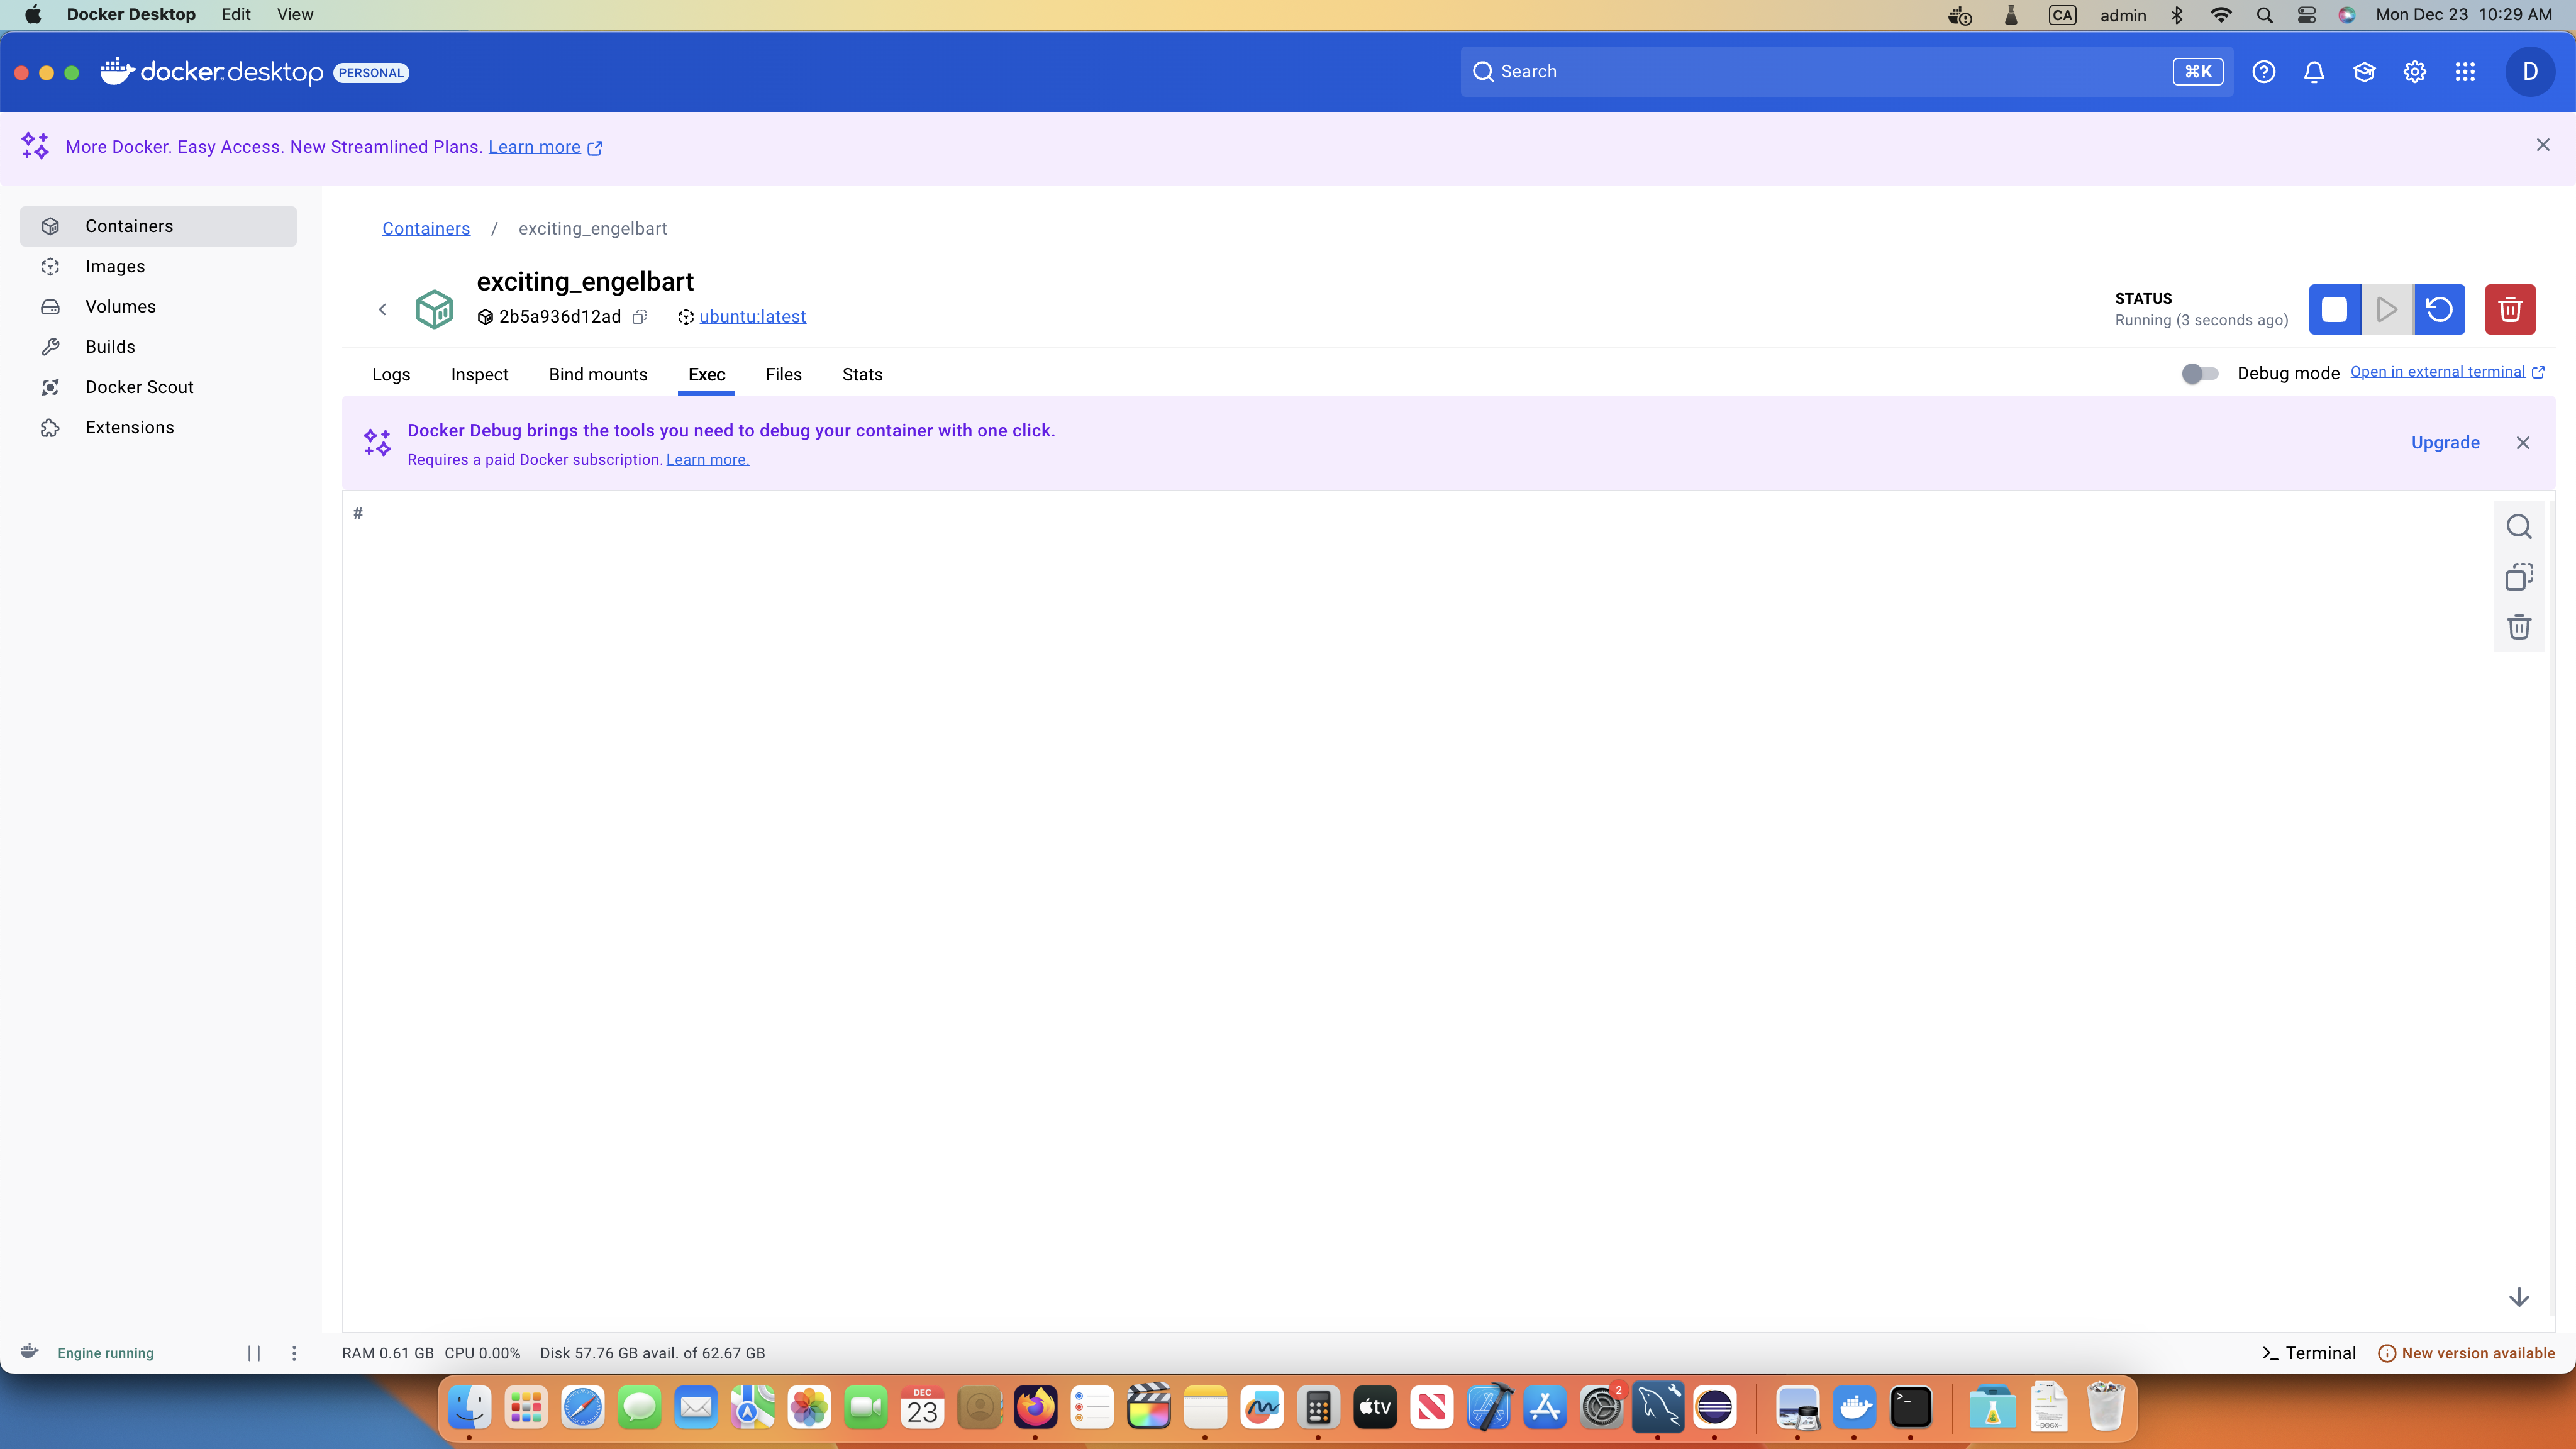 Docker Desktop Edit View
CA admin Mon Dec 23 10:29 AM
docker.desktop PERSONAL
Search ⌘K D
More Docker. Easy Access. New Streamlined Plans. Learn more
Containers
Images
Volumes
Builds
Docker Scout
Extensions
Containers / exciting_engelbart
exciting_engelbart
2b5a936d12ad ubuntu:latest
STATUS
Running (3 seconds ago)
Logs Inspect Bind mounts Exec Files Stats
Debug mode Open in external terminal
Docker Debug brings the tools you need to debug your container with one click.
Requires a paid Docker subscription. Learn more.
Upgrade
#
Engine running
RAM 0.61 GB CPU 0.00% Disk 57.76 GB avail. of 62.67 GB
>_ Terminal
New version available
DEC
23
tv
2
DOCX